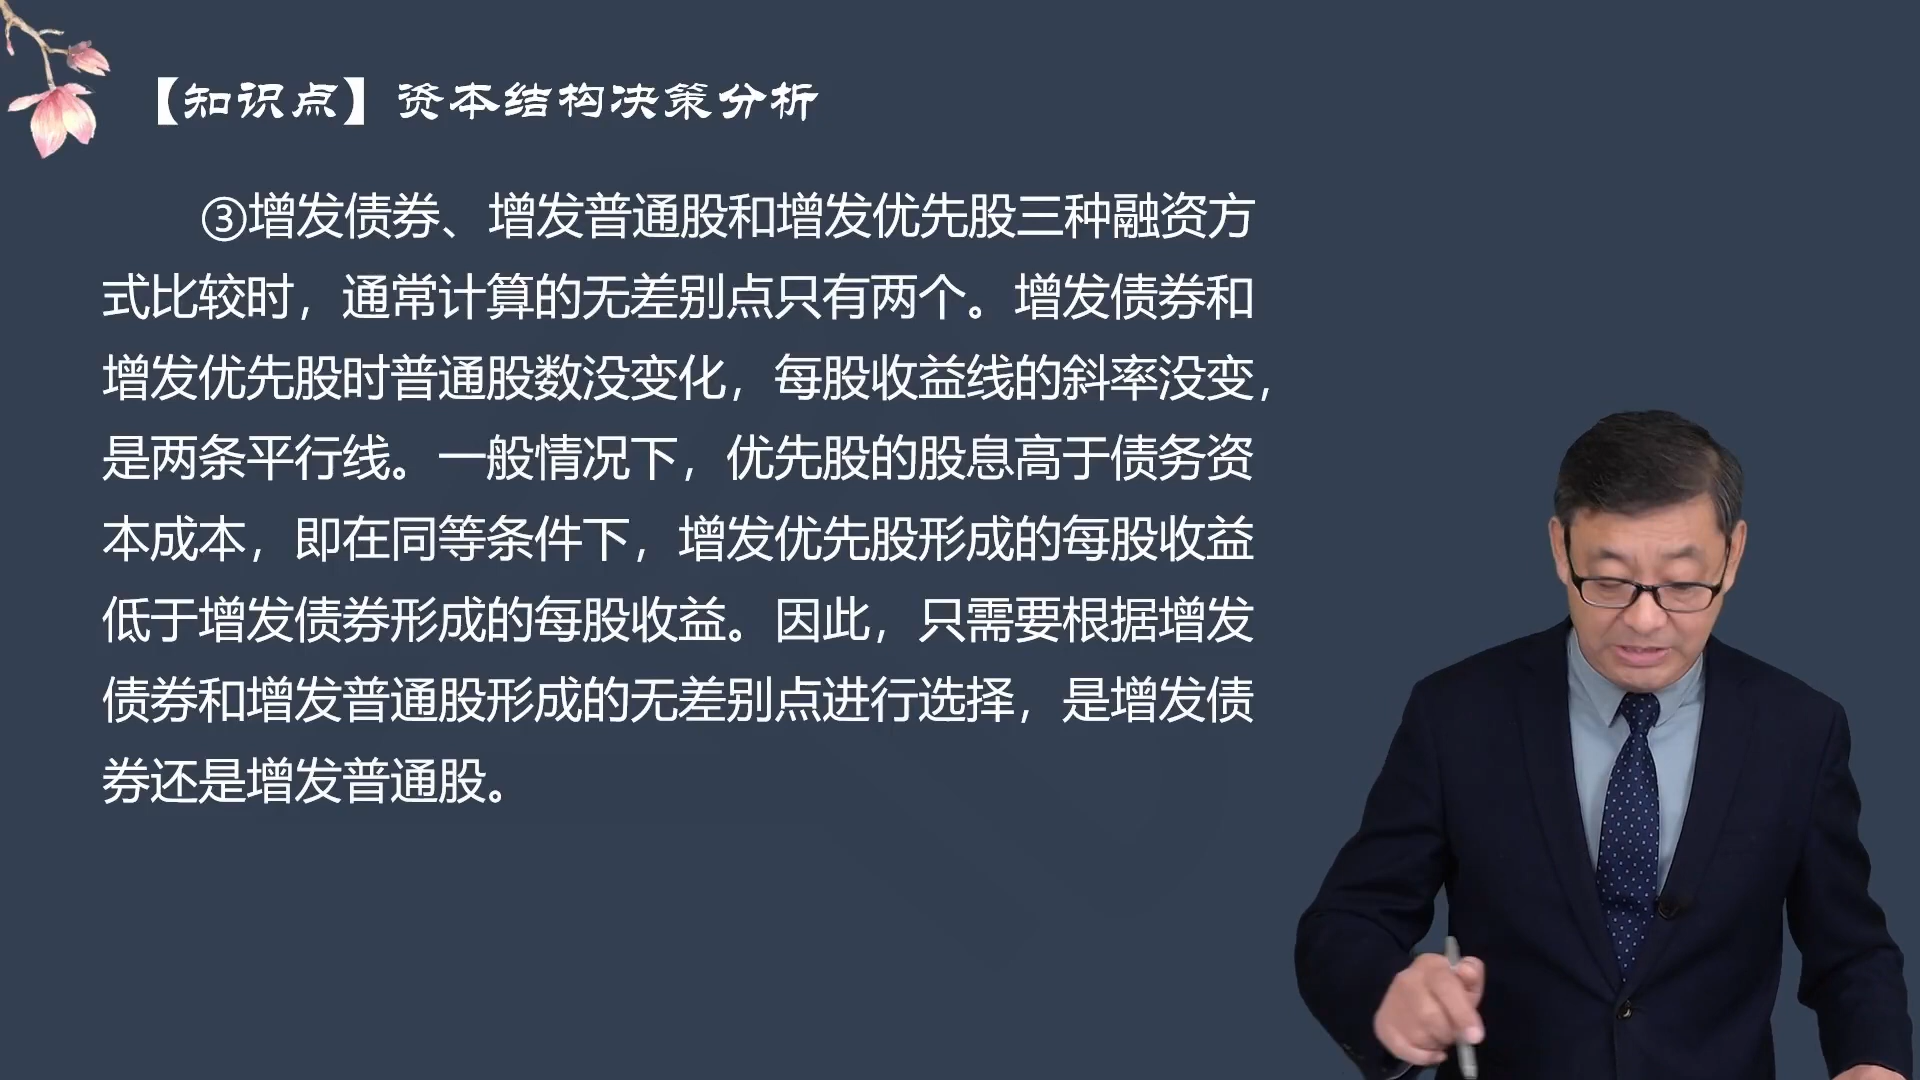 【知识点】资本结构决策分析
③增发债券、增发普通股和增发优先股三种融资方
式比较时，通常计算的无差别点只有两个。增发债券和
增发优先股时普通股数没变化，每股收益线的斜率没变，
是两条平行线。一般情况下，优先股的股息高于债务资
本成本，即在同等条件下，增发优先股形成的每股收益
低于增发债券形成的每股收益。因此，只需要根据增发
债券和增发普通股形成的无差别点进行选择，是增发债
券还是增发普通股。